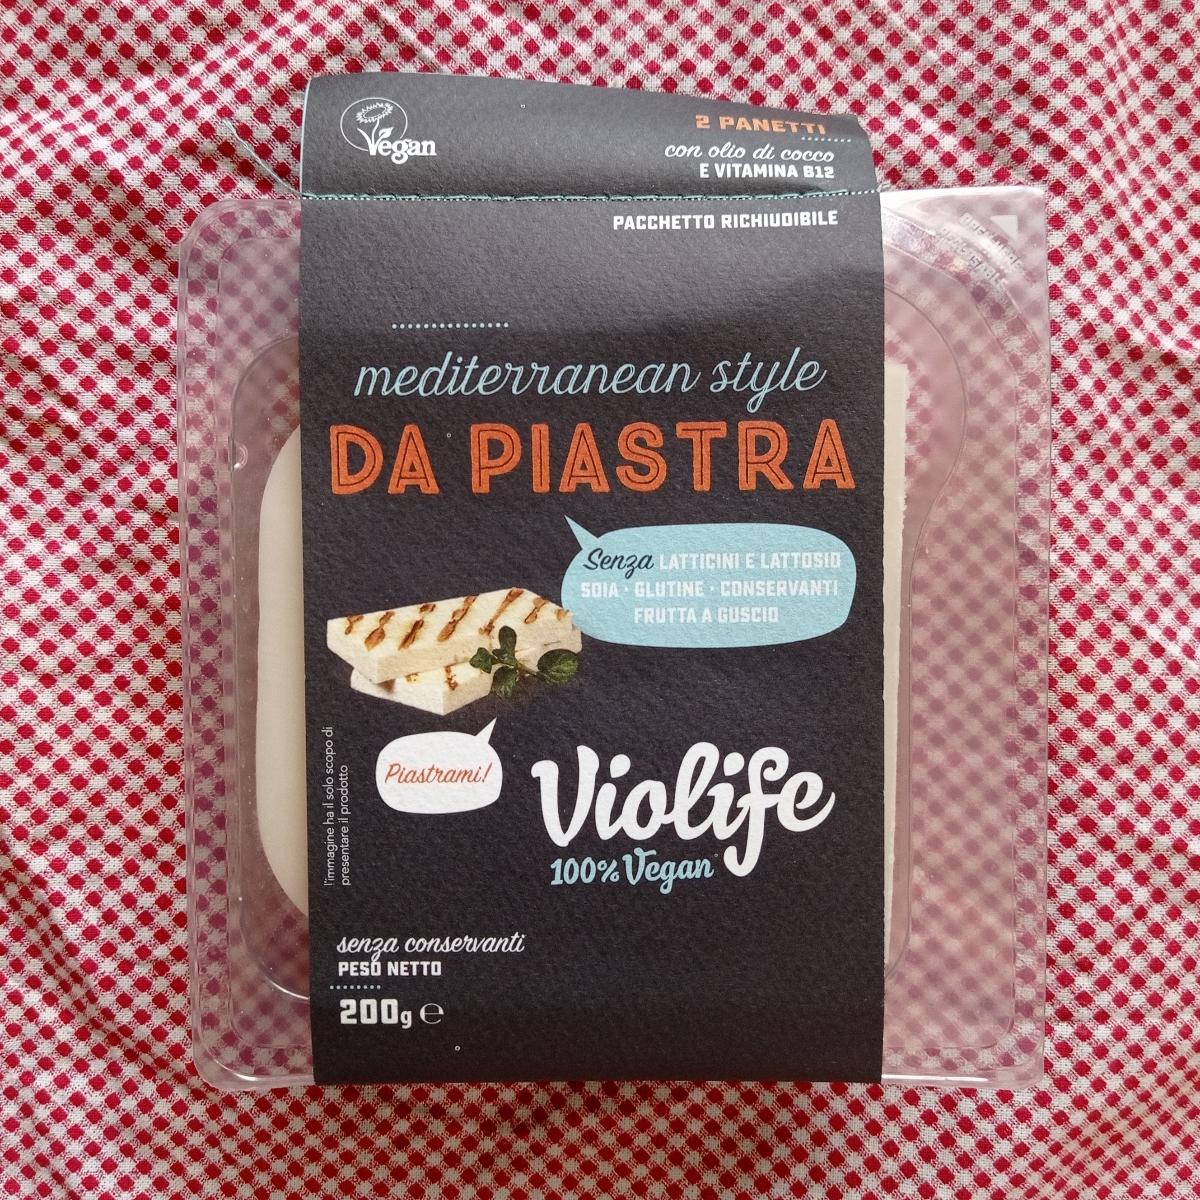 Vegan
2 PANETTI
con olio di cocco
E VITAMINA B12
PACCHETTO RICHIUDIBILE
mediterranean style
DA PIASTRA
Senza LATTICINI E LATTOSIO
SOIA · GLUTINE · CONSERVANTI
FRUTTA A GUSCIO
Piastrami!
l'immagine ha il solo scopo di
presentare il prodotto
Violife
100% Vegan
senza conservanti
PESO NETTO
200g ℮